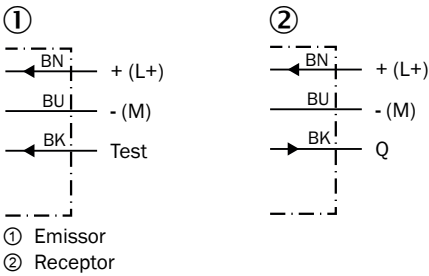 ① ②
BN + (L+) BN + (L+)
BU - (M) BU - (M)
BK Test BK Q
① Emissor
② Receptor